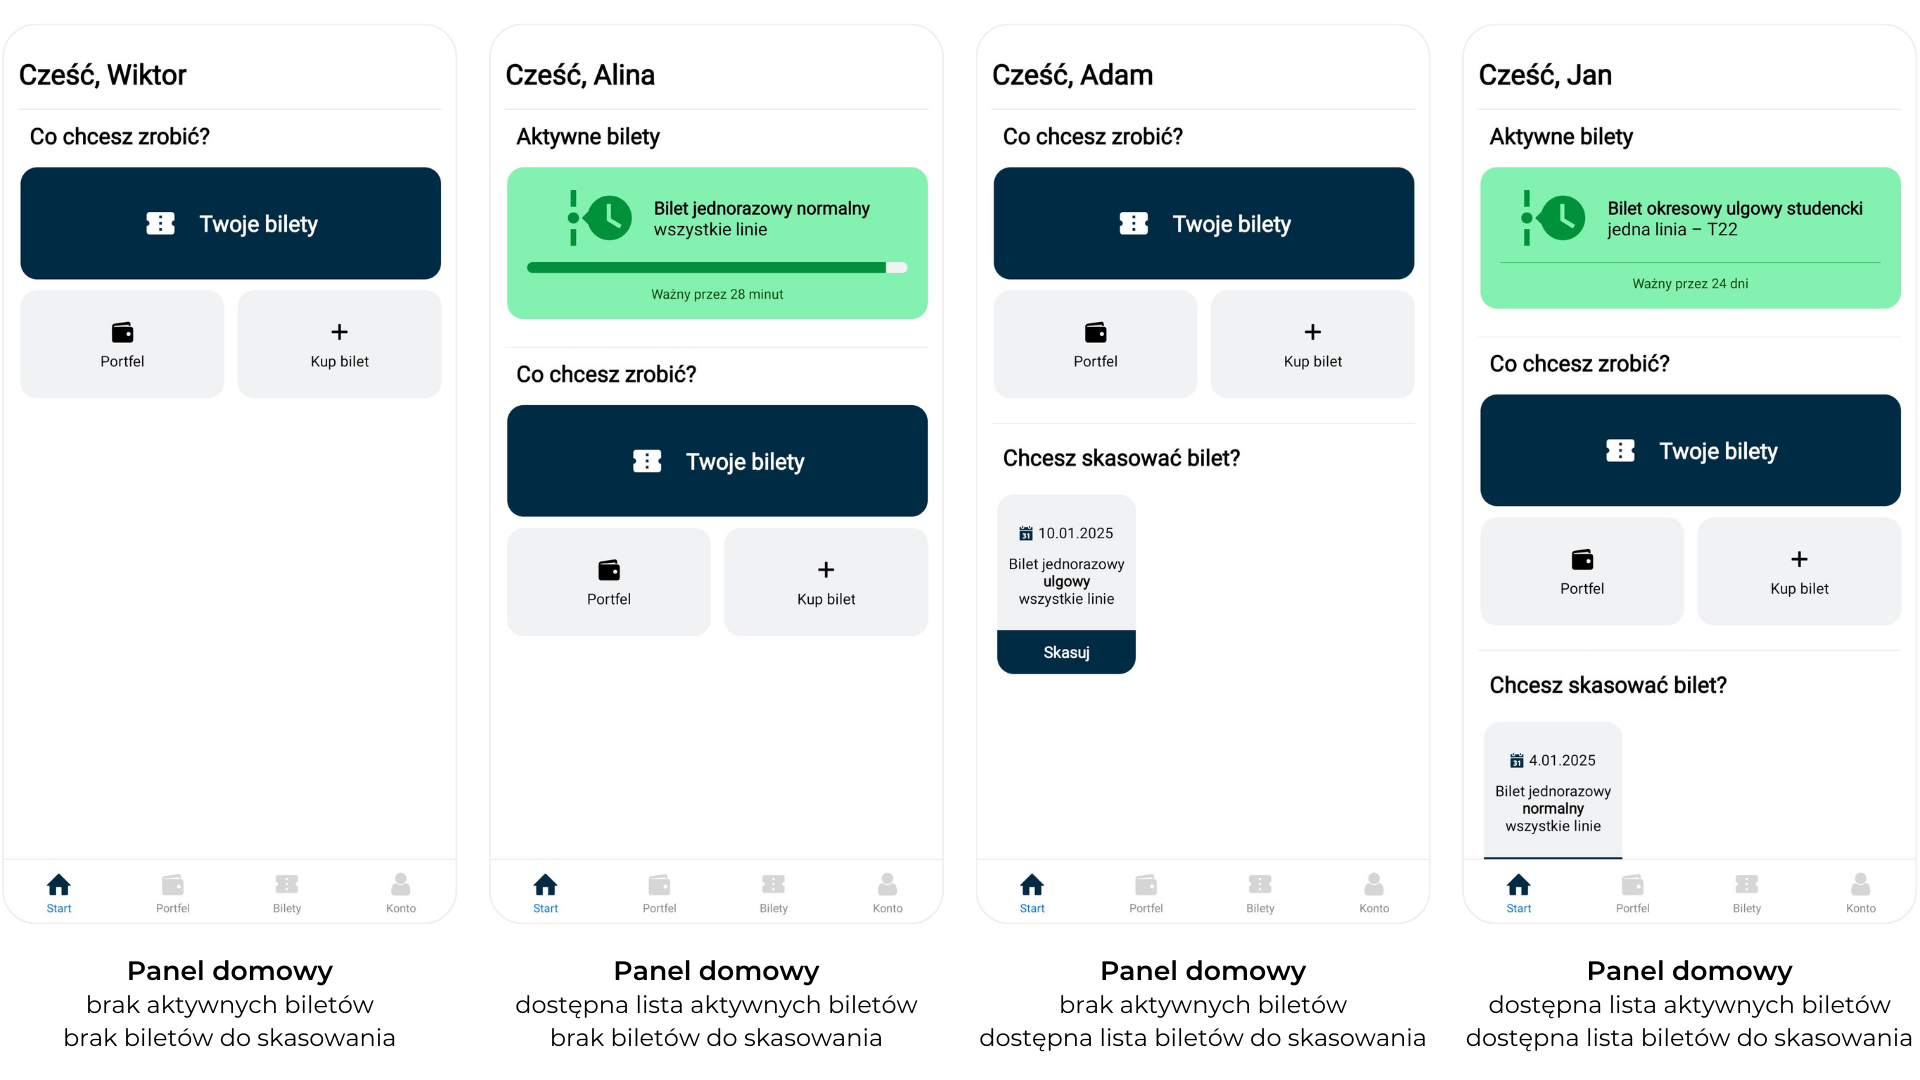 Cześć, Wiktor
Co chcesz zrobić?
Twoje bilety
Portfel
Kup bilet
Start
Portfel
Bilety
Konto
Panel domowy
brak aktywnych biletów
brak biletów do skasowania
Cześć, Alina
Aktywne bilety
Bilet jednorazowy normalny
wszystkie linie
Ważny przez 28 minut
Co chcesz zrobić?
Twoje bilety
Portfel
Kup bilet
Start
Portfel
Bilety
Konto
Panel domowy
dostępna lista aktywnych biletów
brak biletów do skasowania
Cześć, Adam
Co chcesz zrobić?
Twoje bilety
Portfel
Kup bilet
Chcesz skasować bilet?
31 10.01.2025
Bilet jednorazowy
ulgowy
wszystkie linie
Skasuj
Start
Portfel
Bilety
Konto
Panel domowy
brak aktywnych biletów
dostępna lista biletów do skasowania
Cześć, Jan
Aktywne bilety
Bilet okresowy ulgowy studencki
jedna linia – T22
Ważny przez 24 dni
Co chcesz zrobić?
Twoje bilety
Portfel
Kup bilet
Chcesz skasować bilet?
31 4.01.2025
Bilet jednorazowy
normalny
wszystkie linie
Start
Portfel
Bilety
Konto
Panel domowy
dostępna lista aktywnych biletów
dostępna lista biletów do skasowania